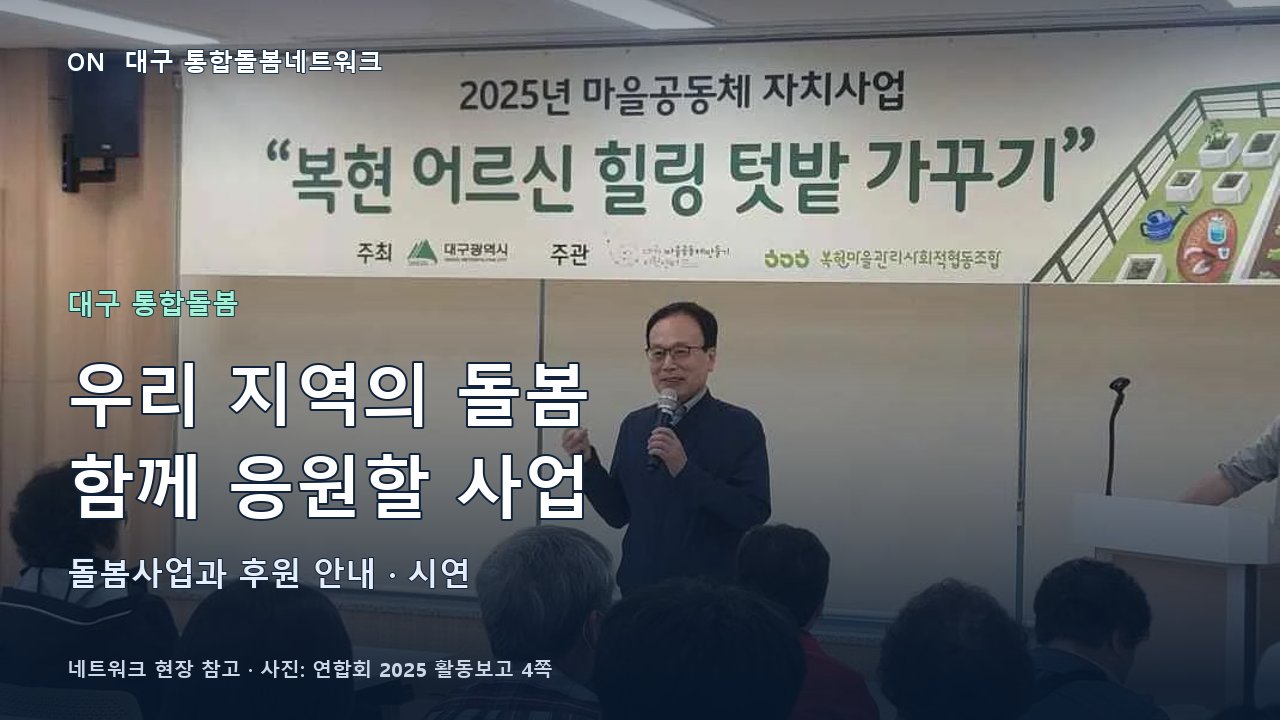 ON 대구 통합돌봄네트워크
2025년 마을공동체 자치사업
“복현 어르신 힐링 텃밭 가꾸기”
주최 대구광역시 주관 복현마을관리사회적협동조합
대구 통합돌봄
우리 지역의 돌봄
함께 응원할 사업
돌봄사업과 후원 안내 · 시연
네트워크 현장 참고 · 사진: 연합회 2025 활동보고 4쪽